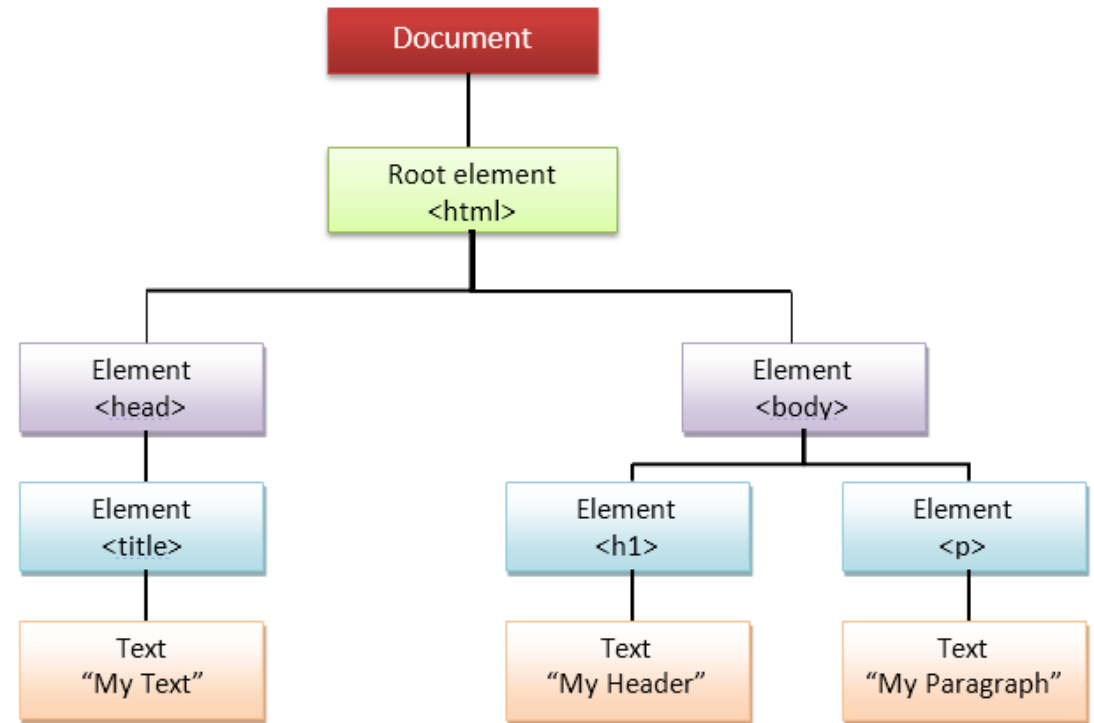 Document
Root element
<html>
Element
<head>
Element
<body>
Element
<title>
Element
<h1>
Element
<p>
Text
“My Text”
Text
“My Header”
Text
“My Paragraph”